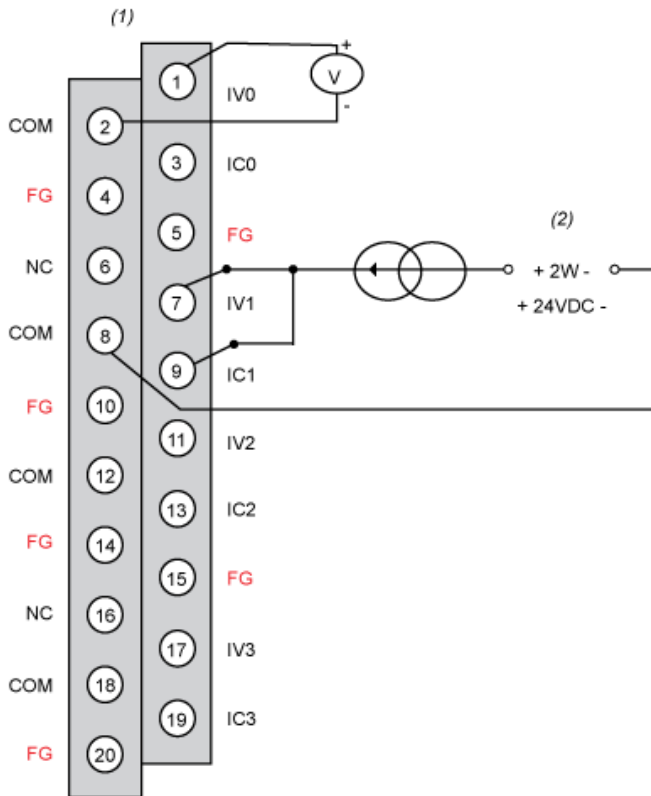 (1)
1
+
V
-
IV0
COM
2
3
IC0
FG
4
5
FG
(2)
NC
6
+ 2W -
7
IV1
+ 24VDC -
COM
8
9
IC1
FG
10
11
IV2
COM
12
13
IC2
FG
14
15
FG
NC
16
17
IV3
COM
18
19
IC3
FG
20